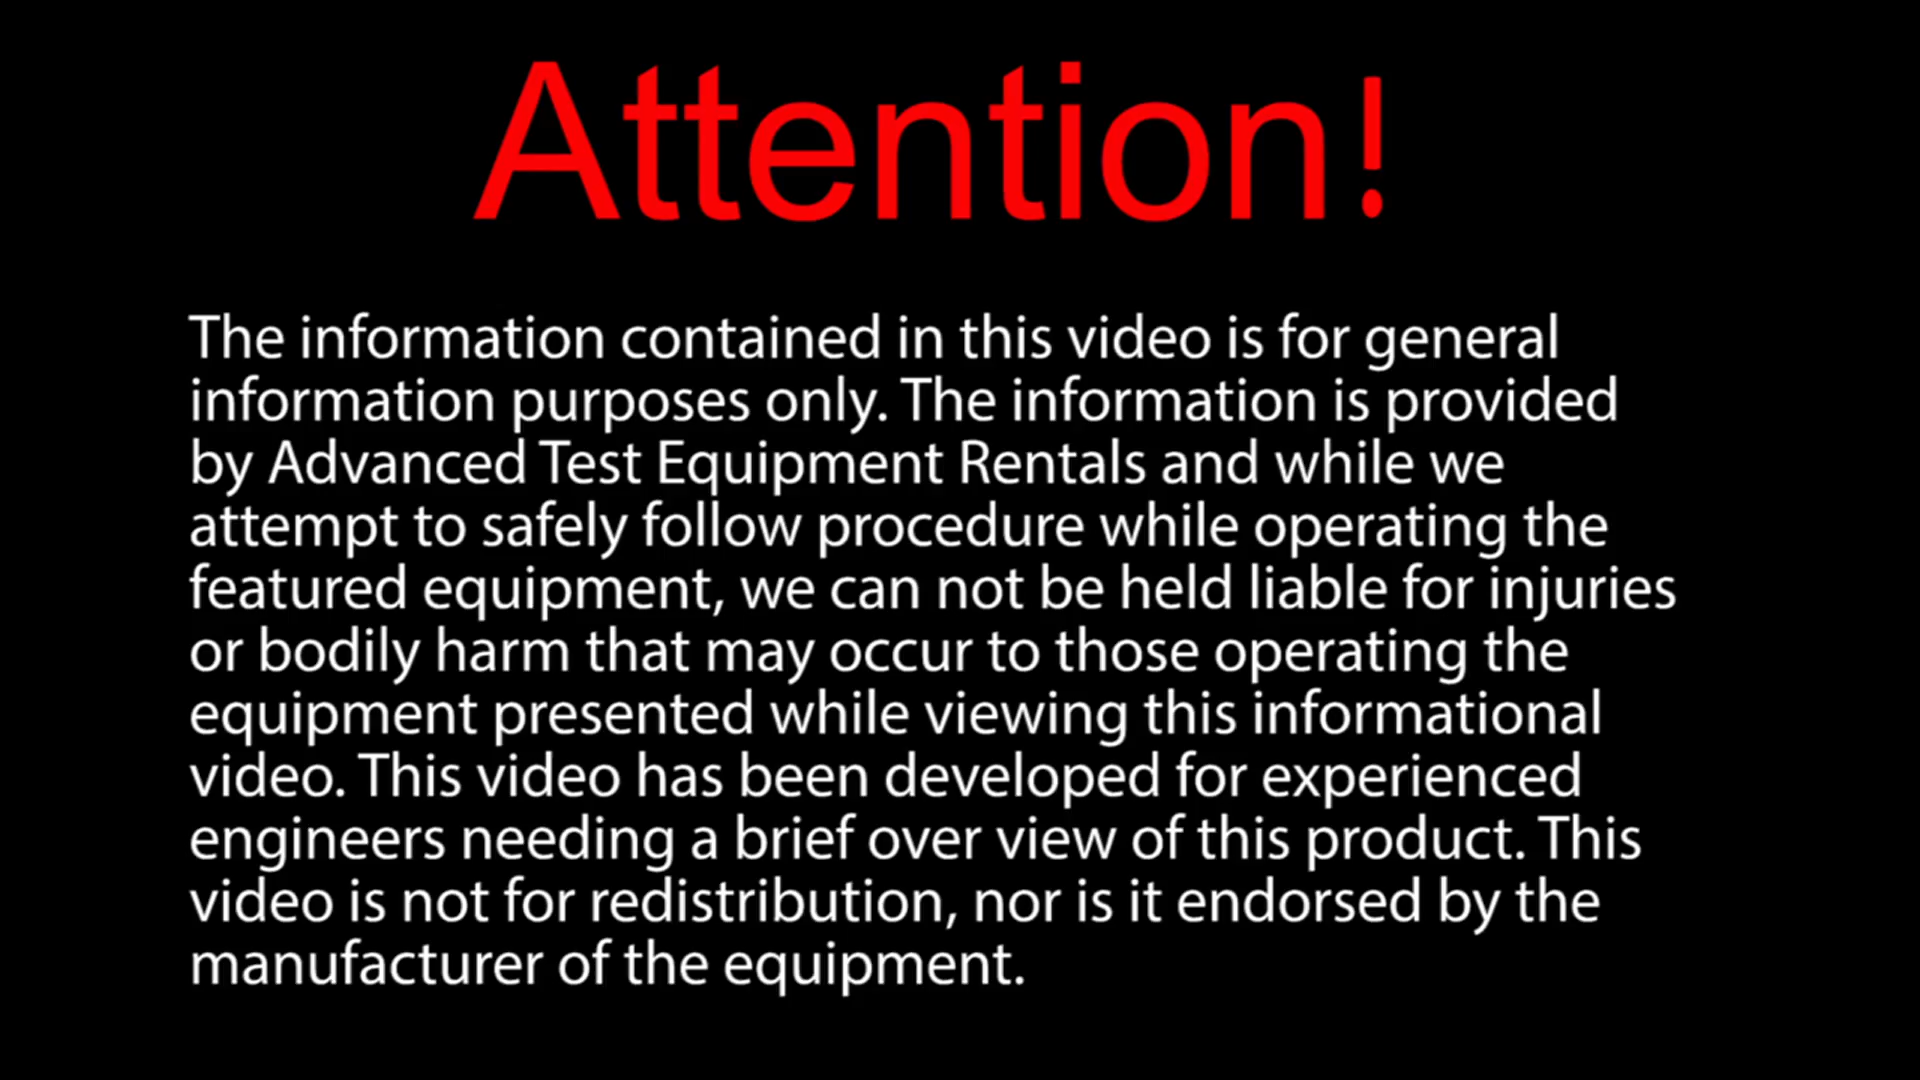 Attention!
The information contained in this video is for general
information purposes only. The information is provided
by Advanced Test Equipment Rentals and while we
attempt to safely follow procedure while operating the
featured equipment, we can not be held liable for injuries
or bodily harm that may occur to those operating the
equipment presented while viewing this informational
video. This video has been developed for experienced
engineers needing a brief over view of this product. This
video is not for redistribution, nor is it endorsed by the
manufacturer of the equipment.